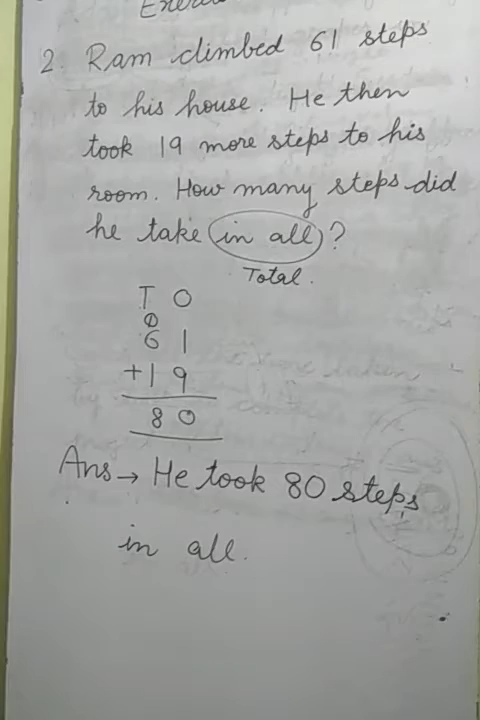 2. Ram climbed 61 steps
to his house. He then
took 19 more steps to his
room. How many steps did
he take in all?
Total.
T O
1
6 1
+1 9
8 0
Ans → He took 80 steps
in all.